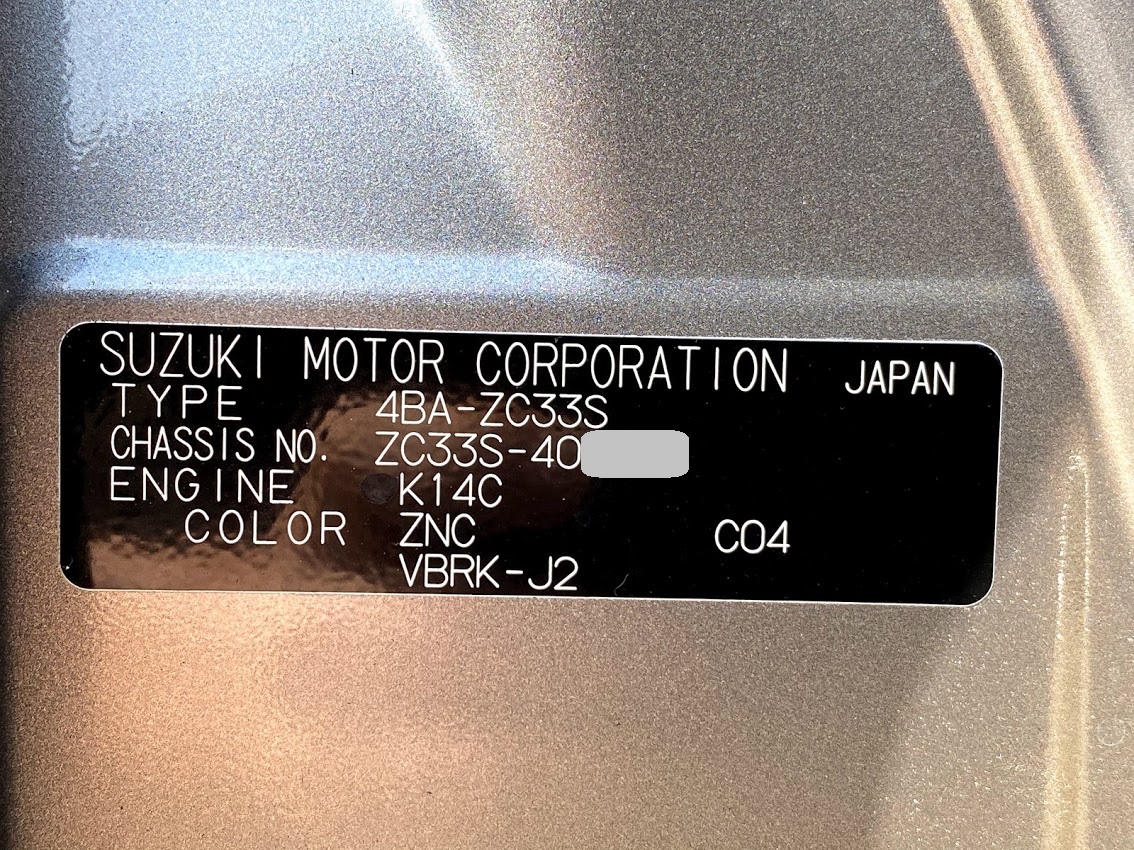 SUZUKI MOTOR CORPORATION JAPAN
TYPE 4BA-ZC33S
CHASSIS NO. ZC33S-40
ENGINE K14C
COLOR ZNC C04
VBRK-J2